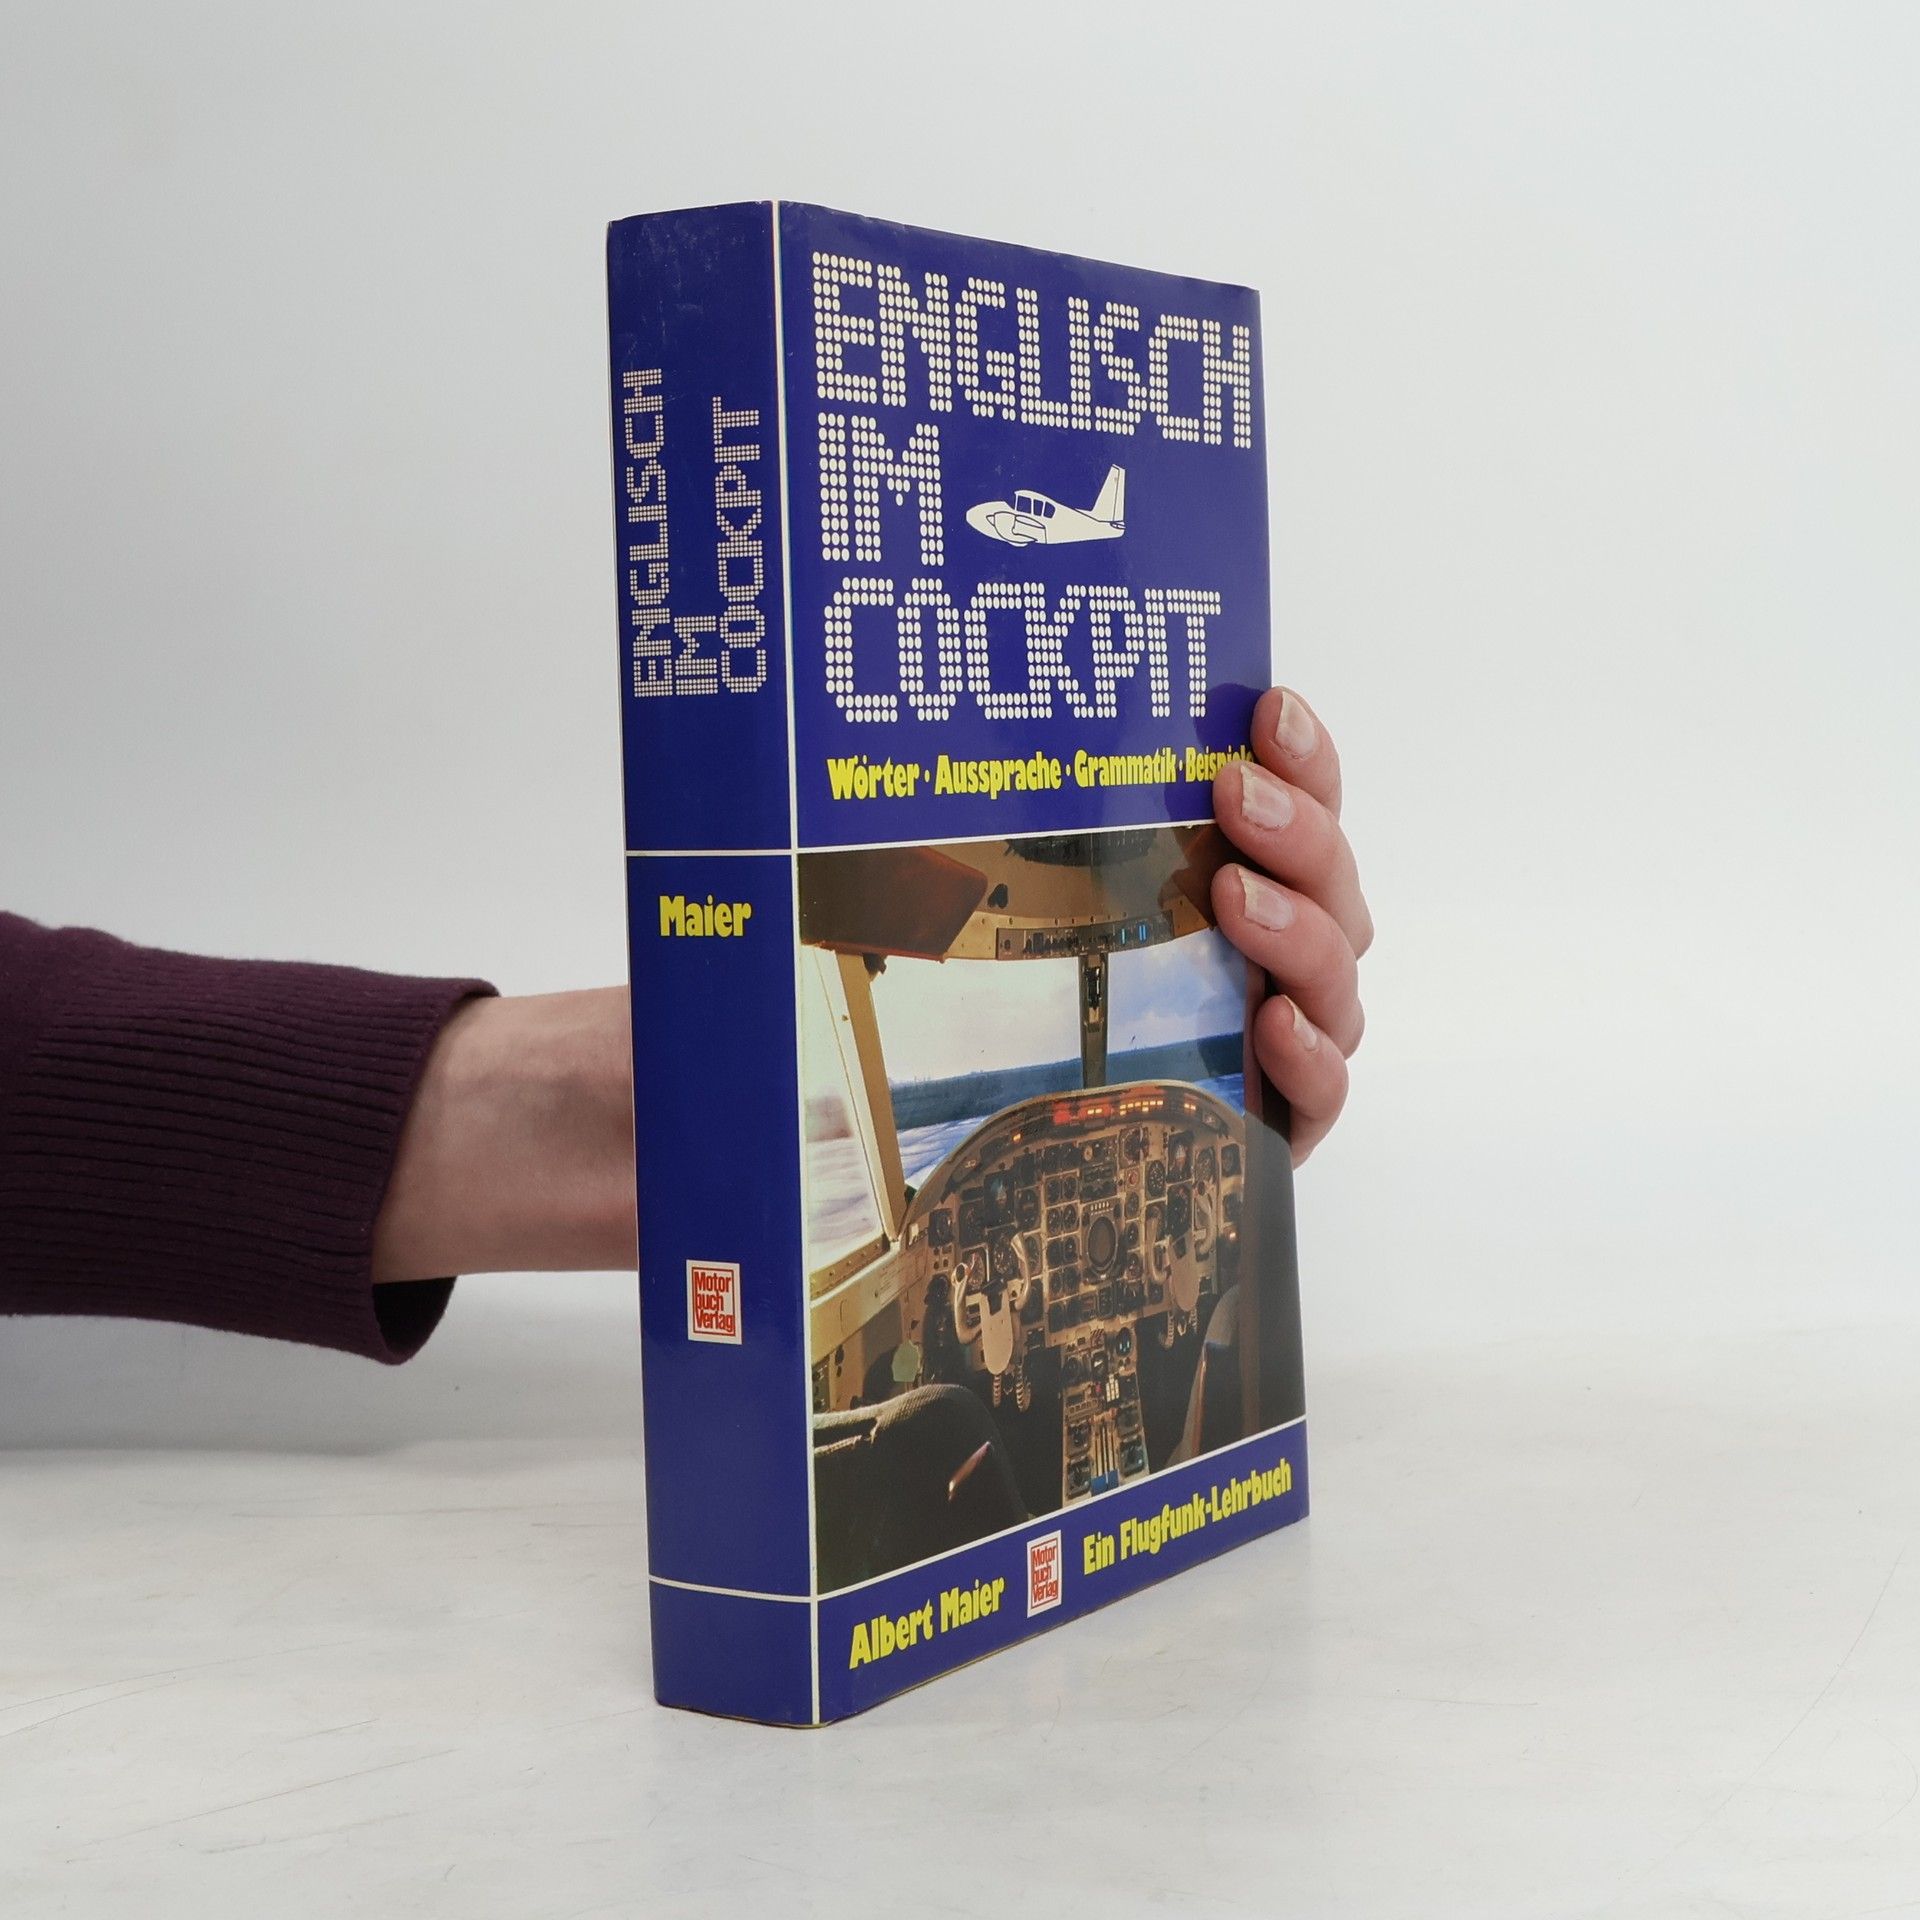 ENGLISCH
IM
COCKPIT
Maier
Motor
buch
Verlag
ENGLISCH
IM
COCKPIT
Wörter · Aussprache · Grammatik · Beispiele
Albert Maier
Motor
buch
Verlag
Ein Flugfunk-Lehrbuch